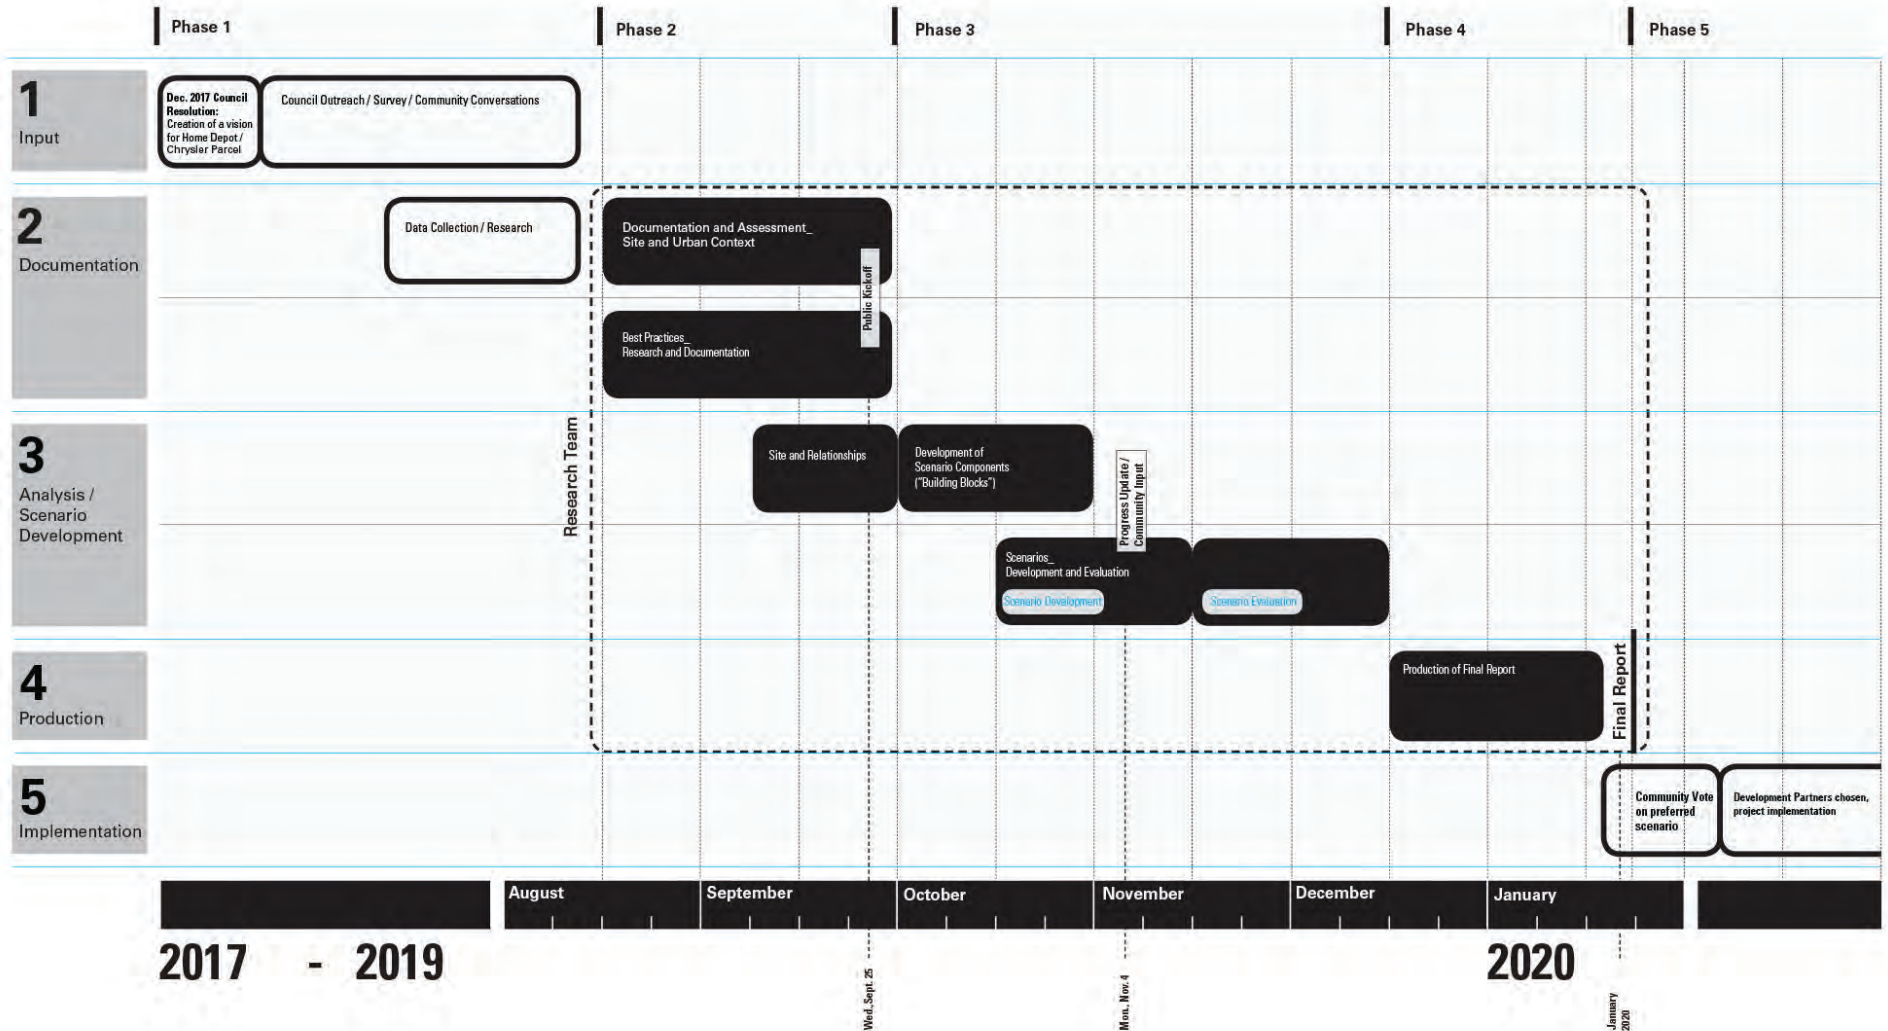 Phase 1
Phase 2
Phase 3
Phase 4
Phase 5
1
Input
Dec. 2017 Council
Resolution:
Creation of a vision
for Home Depot /
Chrysler Parcel
Council Outreach / Survey / Community Conversations
2
Documentation
Data Collection / Research
Documentation and Assessment_
Site and Urban Context
Public Kickoff
Best Practices_
Research and Documentation
Research Team
3
Analysis /
Scenario
Development
Site and Relationships
Development of
Scenario Components
("Building Blocks")
Progress Update /
Community Input
Scenarios_
Development and Evaluation
Scenario Development
Scenario Evaluation
4
Production
Production of Final Report
Final Report
5
Implementation
Community Vote
on preferred
scenario
Development Partners chosen,
project implementation
August
September
October
November
December
January
2017 - 2019
2020
Wed, Sept. 25
Mon, Nov. 4
January
2020